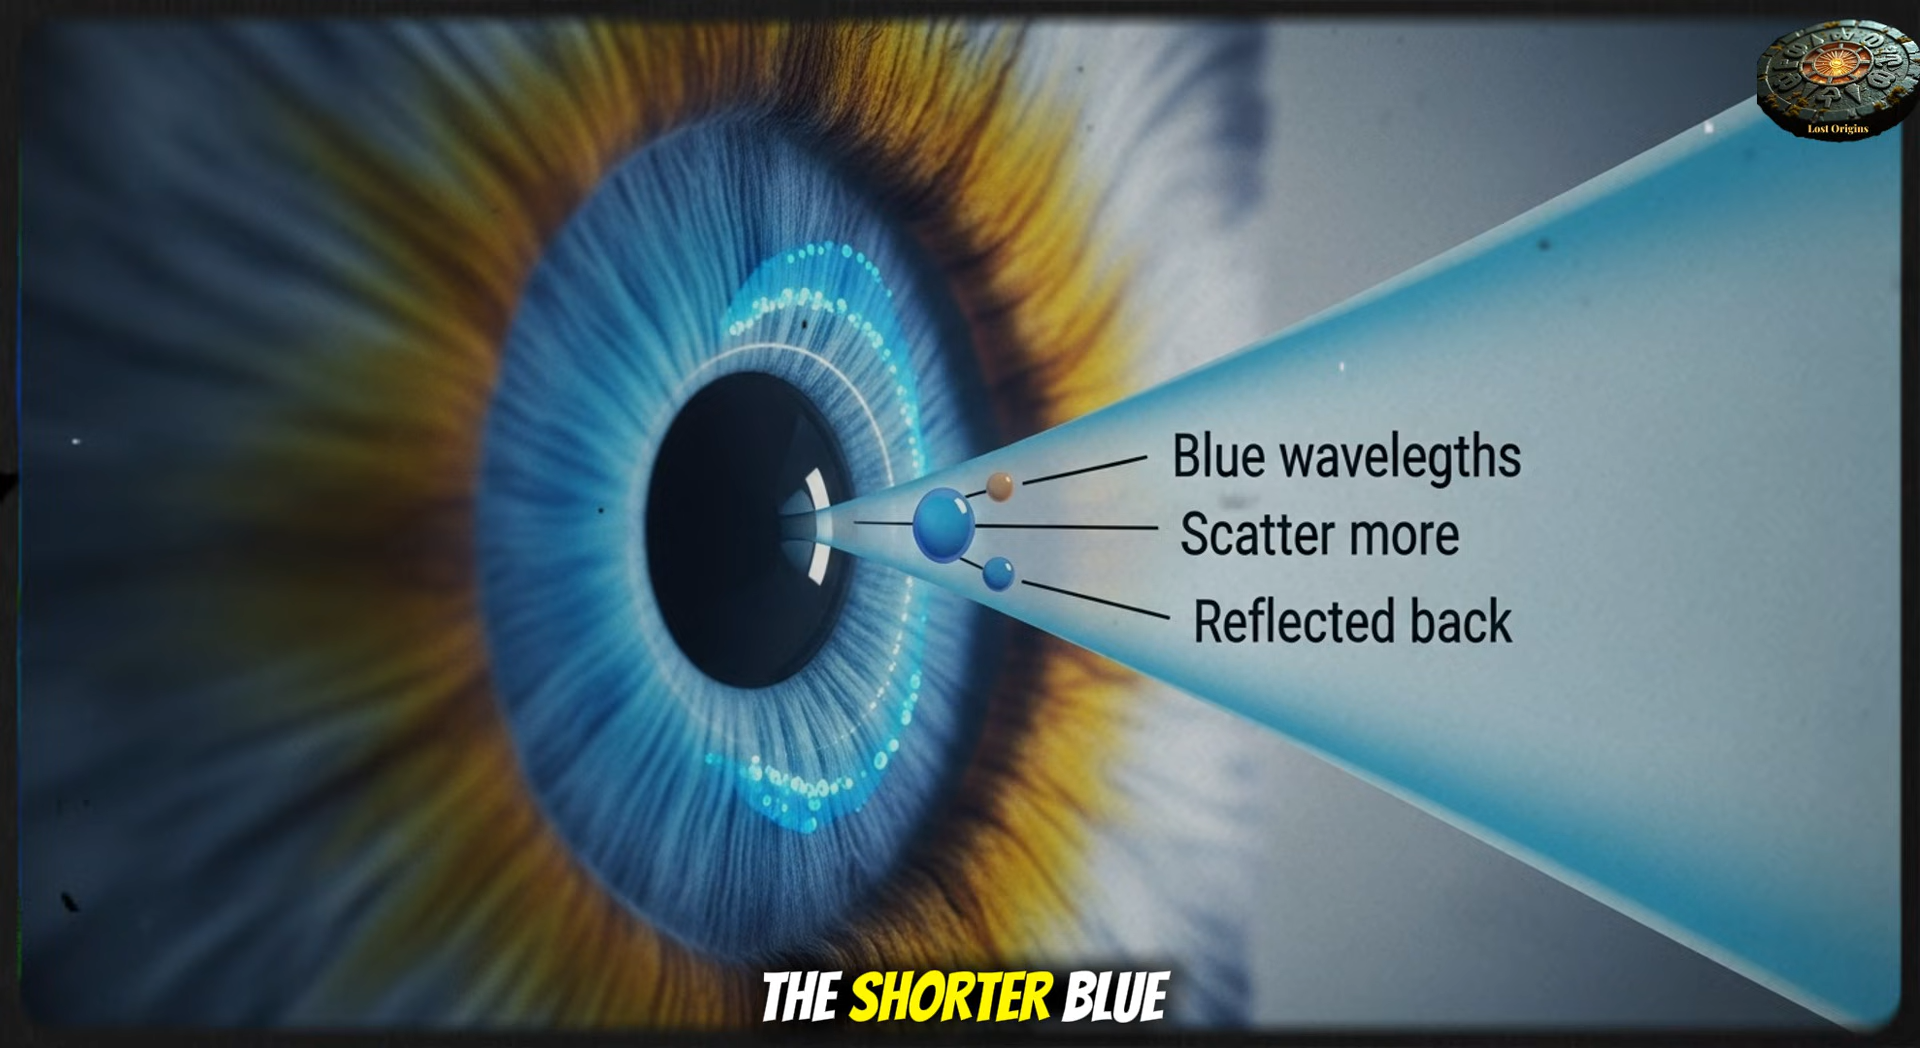 Lost Origins
Blue wavelegths
Scatter more
Reflected back
THE SHORTER BLUE